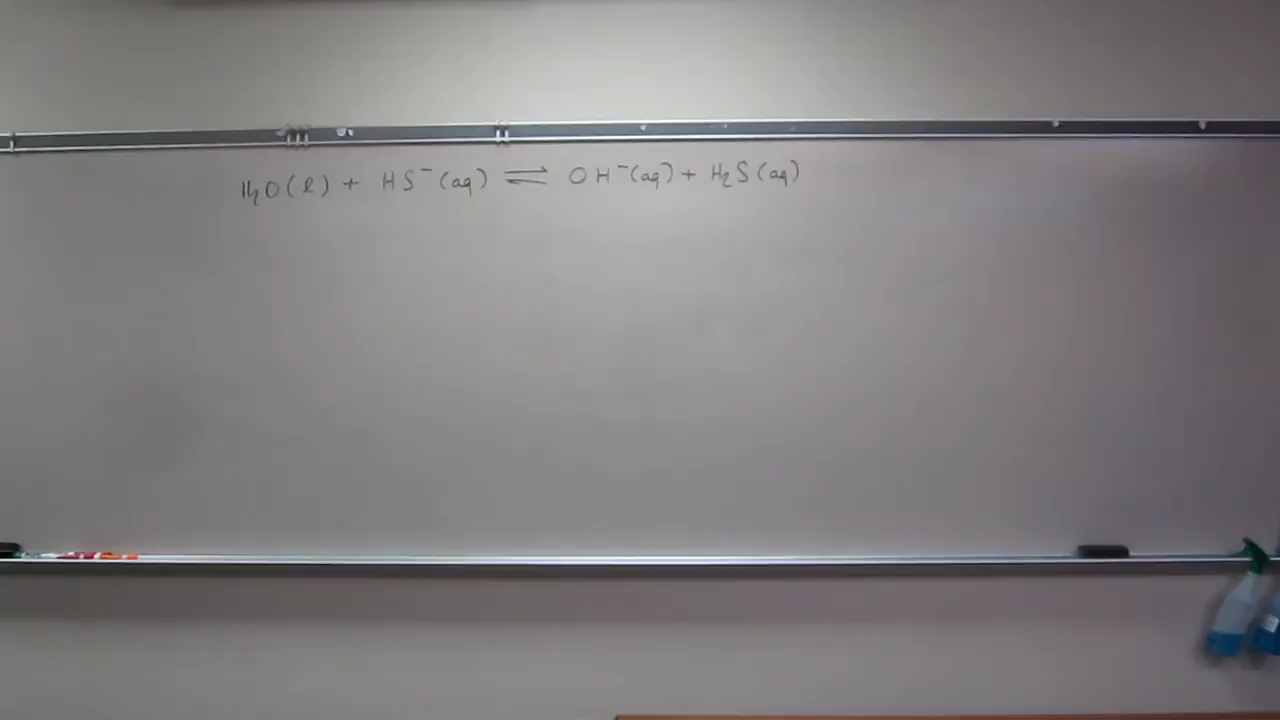 H₂O(l) + HS⁻(aq) ⇌ OH⁻(aq) + H₂S(aq)